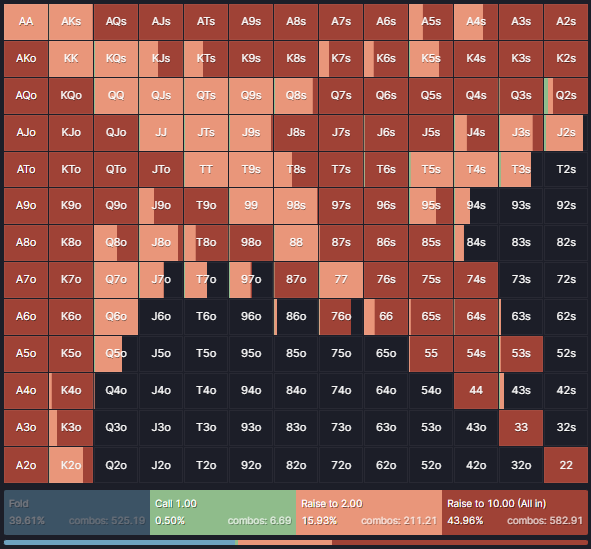 AA AKs AQs AJs ATs A9s A8s A7s A6s A5s A4s A3s A2s
AKo KK KQs KJs KTs K9s K8s K7s K6s K5s K4s K3s K2s
AQo KQo QQ QJs QTs Q9s Q8s Q7s Q6s Q5s Q4s Q3s Q2s
AJo KJo QJo JJ JTs J9s J8s J7s J6s J5s J4s J3s J2s
ATo KTo QTo JTo TT T9s T8s T7s T6s T5s T4s T3s T2s
A9o K9o Q9o J9o T9o 99 98s 97s 96s 95s 94s 93s 92s
A8o K8o Q8o J8o T8o 98o 88 87s 86s 85s 84s 83s 82s
A7o K7o Q7o J7o T7o 97o 87o 77 76s 75s 74s 73s 72s
A6o K6o Q6o J6o T6o 96o 86o 76o 66 65s 64s 63s 62s
A5o K5o Q5o J5o T5o 95o 85o 75o 65o 55 54s 53s 52s
A4o K4o Q4o J4o T4o 94o 84o 74o 64o 54o 44 43s 42s
A3o K3o Q3o J3o T3o 93o 83o 73o 63o 53o 43o 33 32s
A2o K2o Q2o J2o T2o 92o 82o 72o 62o 52o 42o 32o 22
Fold Call 1.00 Raise to 2.00 Raise to 10.00 (All in)
39.61% combos: 525.19 0.50% combos: 6.69 15.93% combos: 211.21 43.96% combos: 582.91